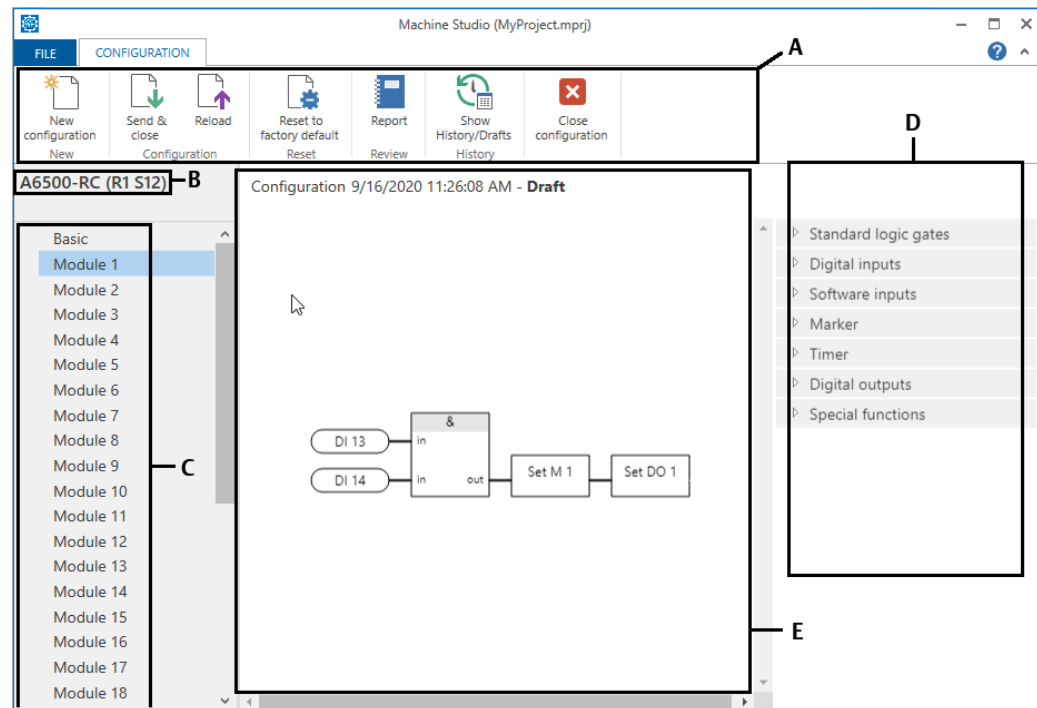 Machine Studio (MyProject.mprj)
FILE CONFIGURATION
?
A
New configuration
Send & close
Reload
Reset to factory default
Report
Show History/Drafts
Close configuration
New
Configuration
Reset
Review
History
D
A6500-RC (R1 S12)
B
Configuration 9/16/2020 11:26:08 AM - Draft
Basic
Module 1
Module 2
Module 3
Module 4
Module 5
Module 6
Module 7
Module 8
Module 9
Module 10
Module 11
Module 12
Module 13
Module 14
Module 15
Module 16
Module 17
Module 18
C
&
DI 13
in
DI 14
in
out
Set M 1
Set DO 1
Standard logic gates
Digital inputs
Software inputs
Marker
Timer
Digital outputs
Special functions
E